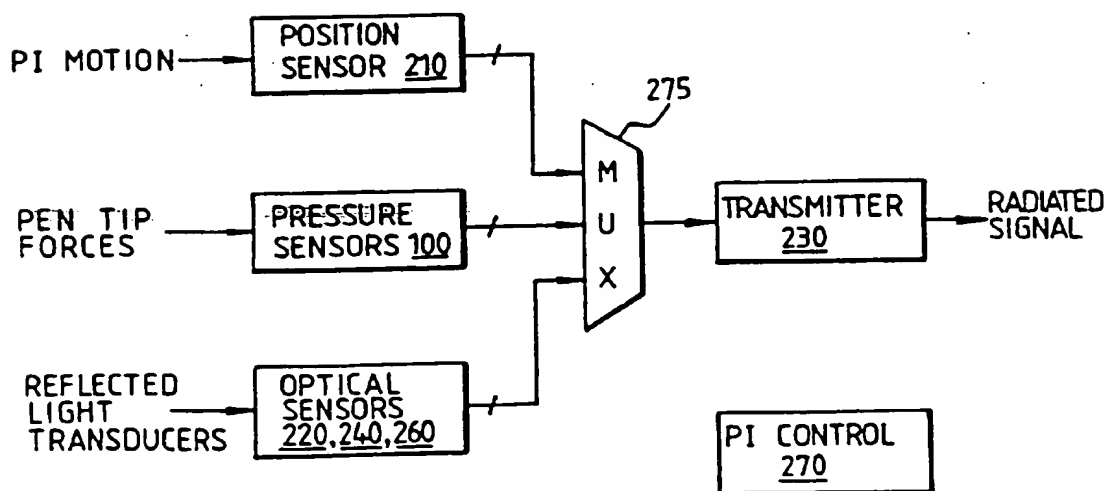 PI MOTION
POSITION
SENSOR 210
275
PEN TIP
FORCES
PRESSURE
SENSORS 100
M
U
X
TRANSMITTER
230
RADIATED
SIGNAL
REFLECTED
LIGHT
TRANSDUCERS
OPTICAL
SENSORS
220,240,260
PI CONTROL
270